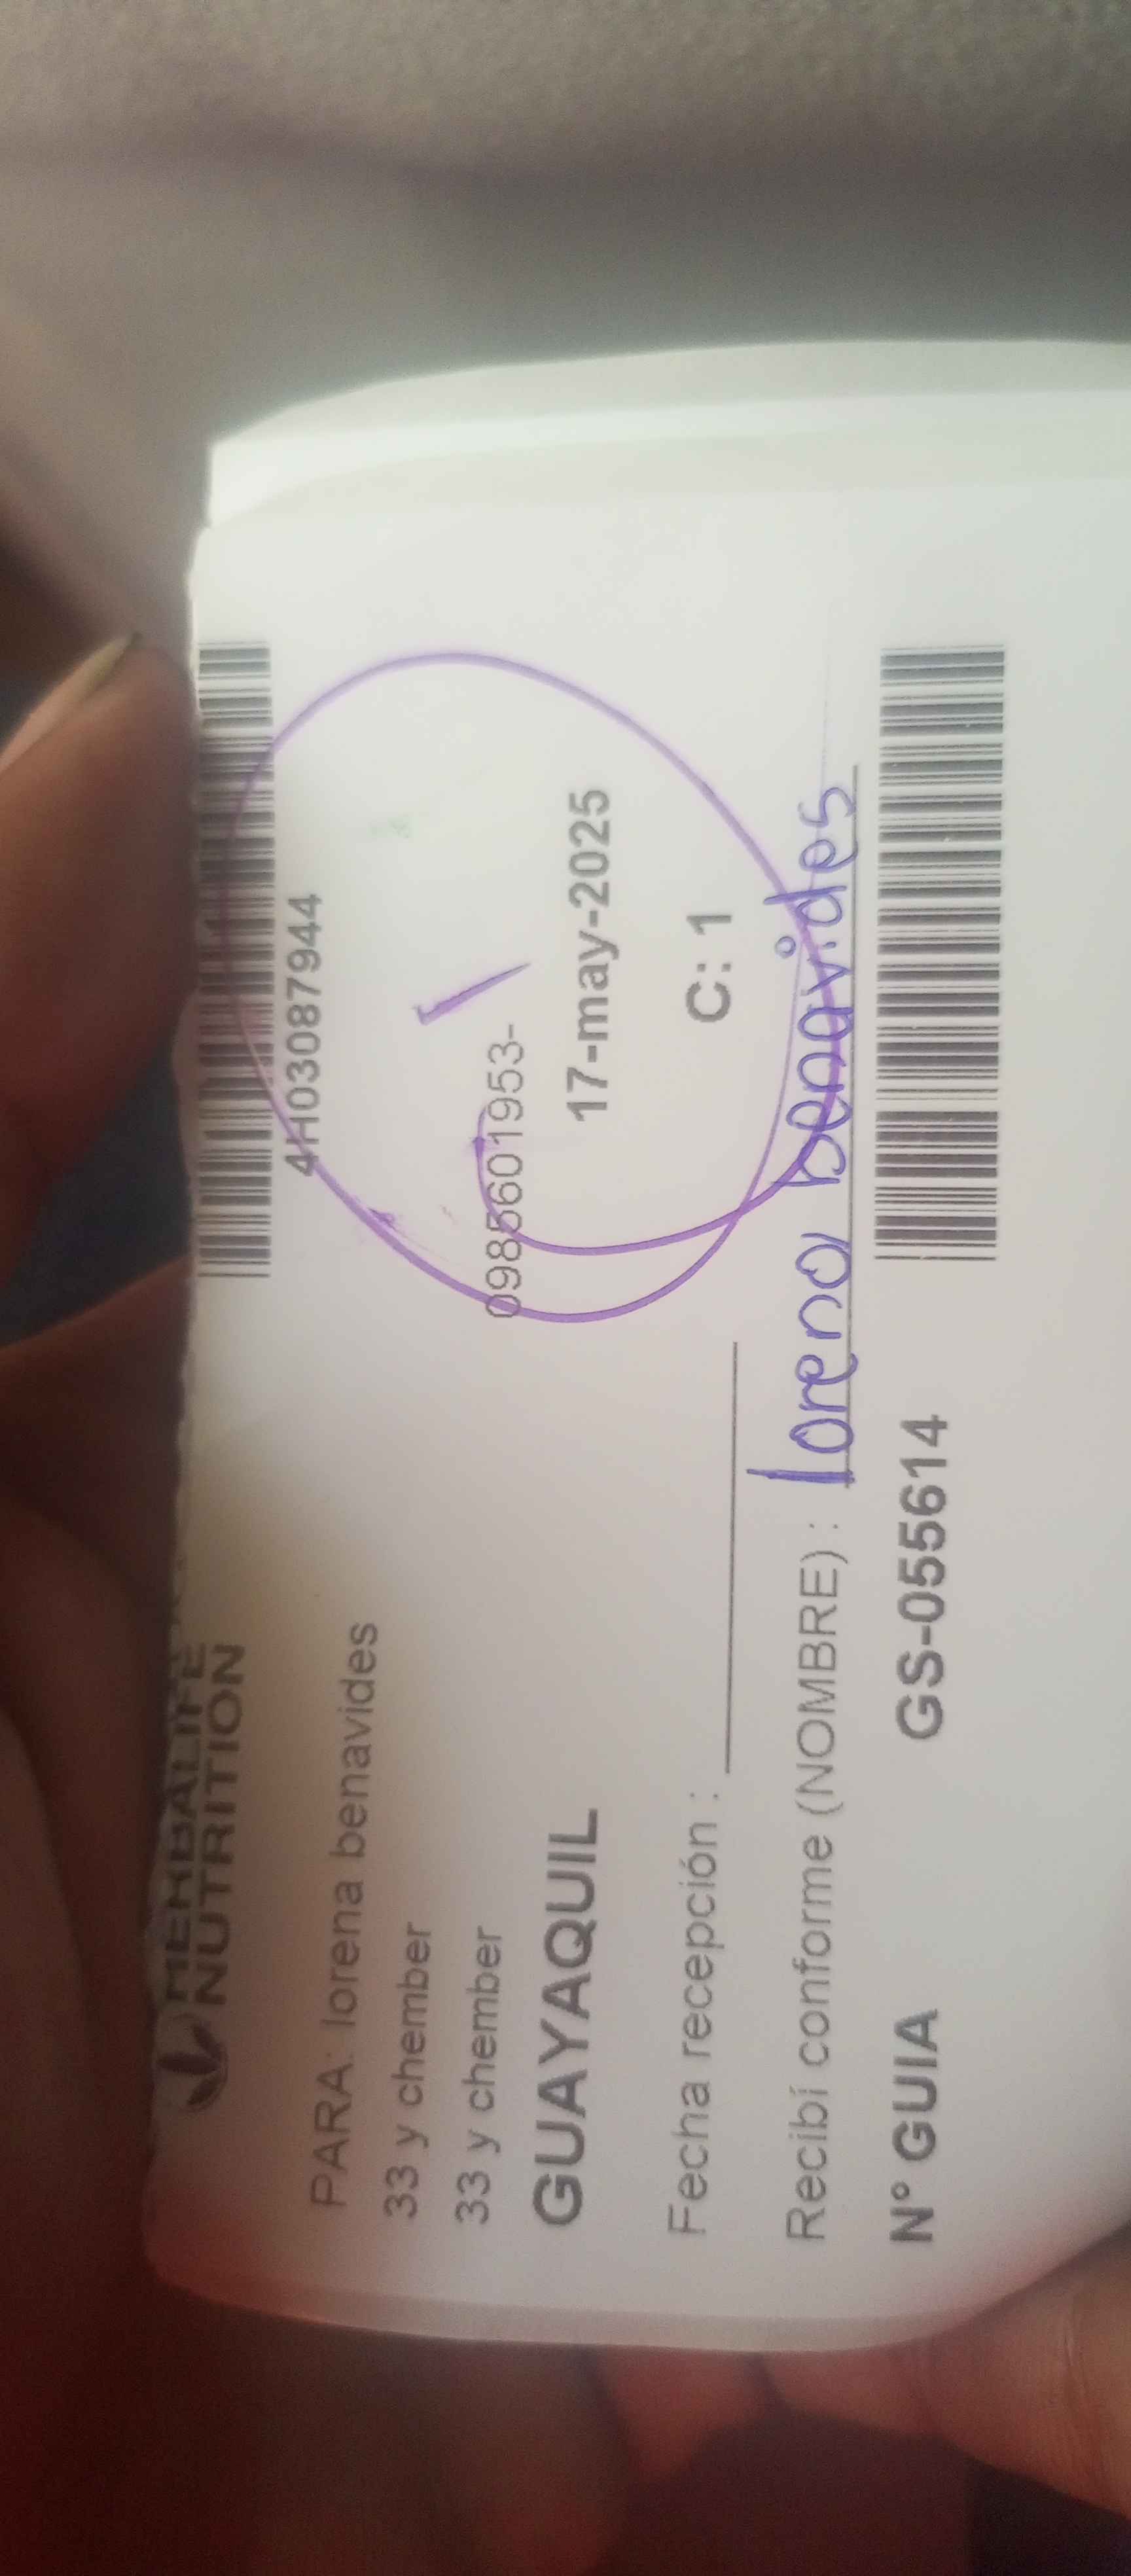 HERBALIFE
NUTRITION
4H03087944
PARA: lorena benavides
33 y chember
33 y chember
0985601953-
GUAYAQUIL
17-may-2025
Fecha recepción :
C: 1
Recibí conforme (NOMBRE) : lorena benavides
N° GUIA
GS-055614